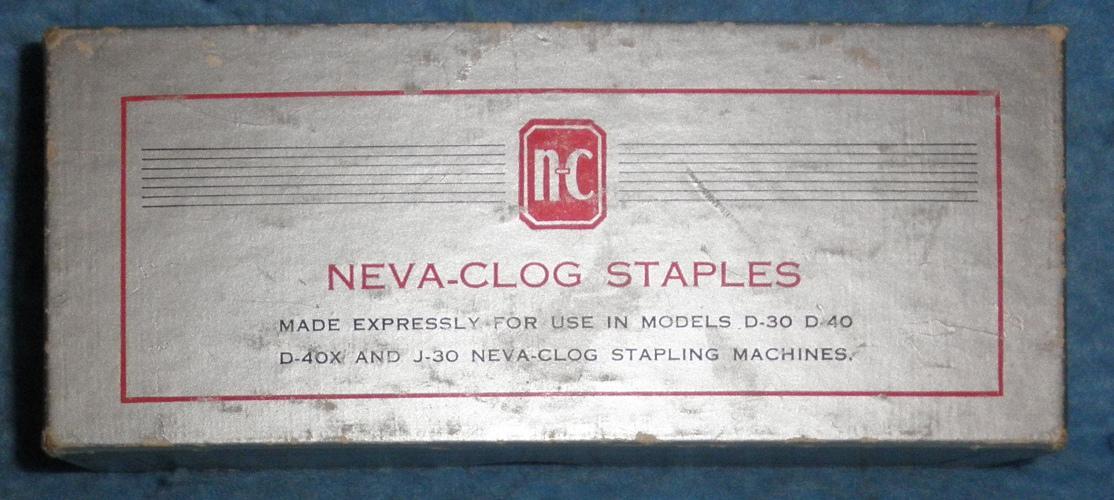 n-c
NEVA-CLOG STAPLES
MADE EXPRESSLY FOR USE IN MODELS D-30 D-40
D-40X AND J-30 NEVA-CLOG STAPLING MACHINES.